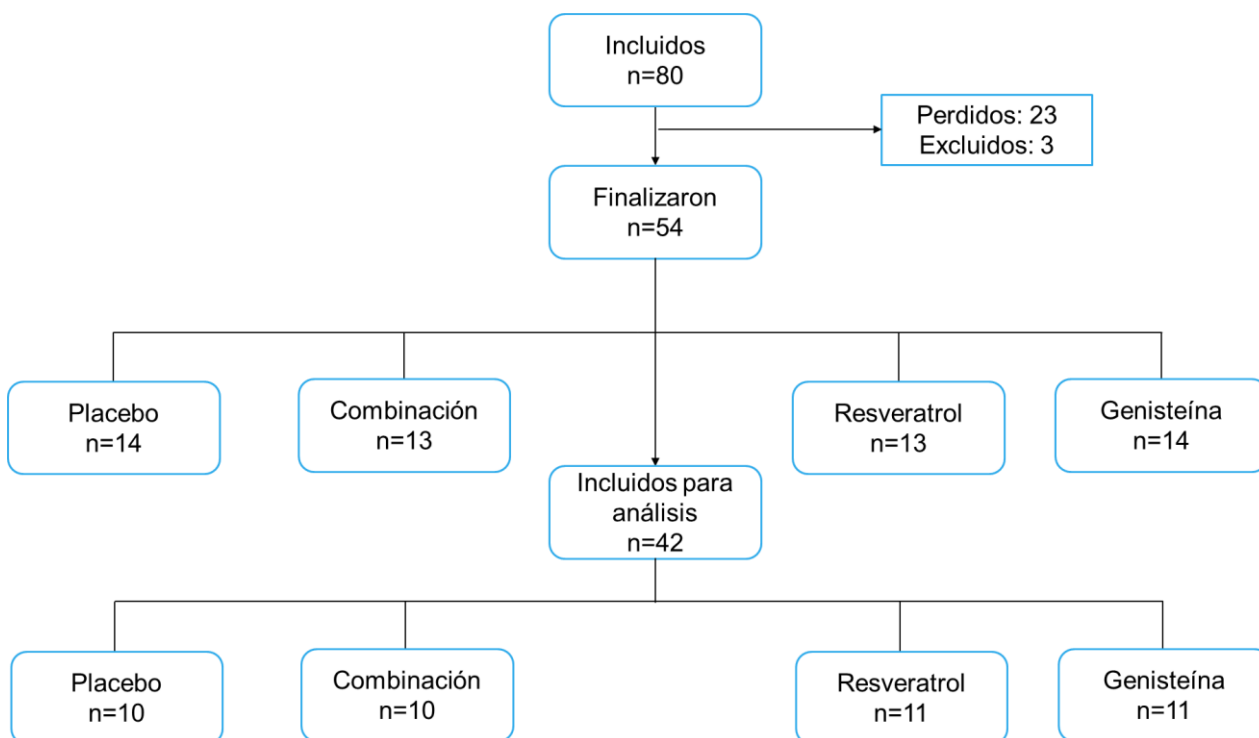 Incluidos
n=80
Perdidos: 23
Excluidos: 3
Finalizaron
n=54
Placebo
n=14
Combinación
n=13
Resveratrol
n=13
Genisteína
n=14
Incluidos para
análisis
n=42
Placebo
n=10
Combinación
n=10
Resveratrol
n=11
Genisteína
n=11